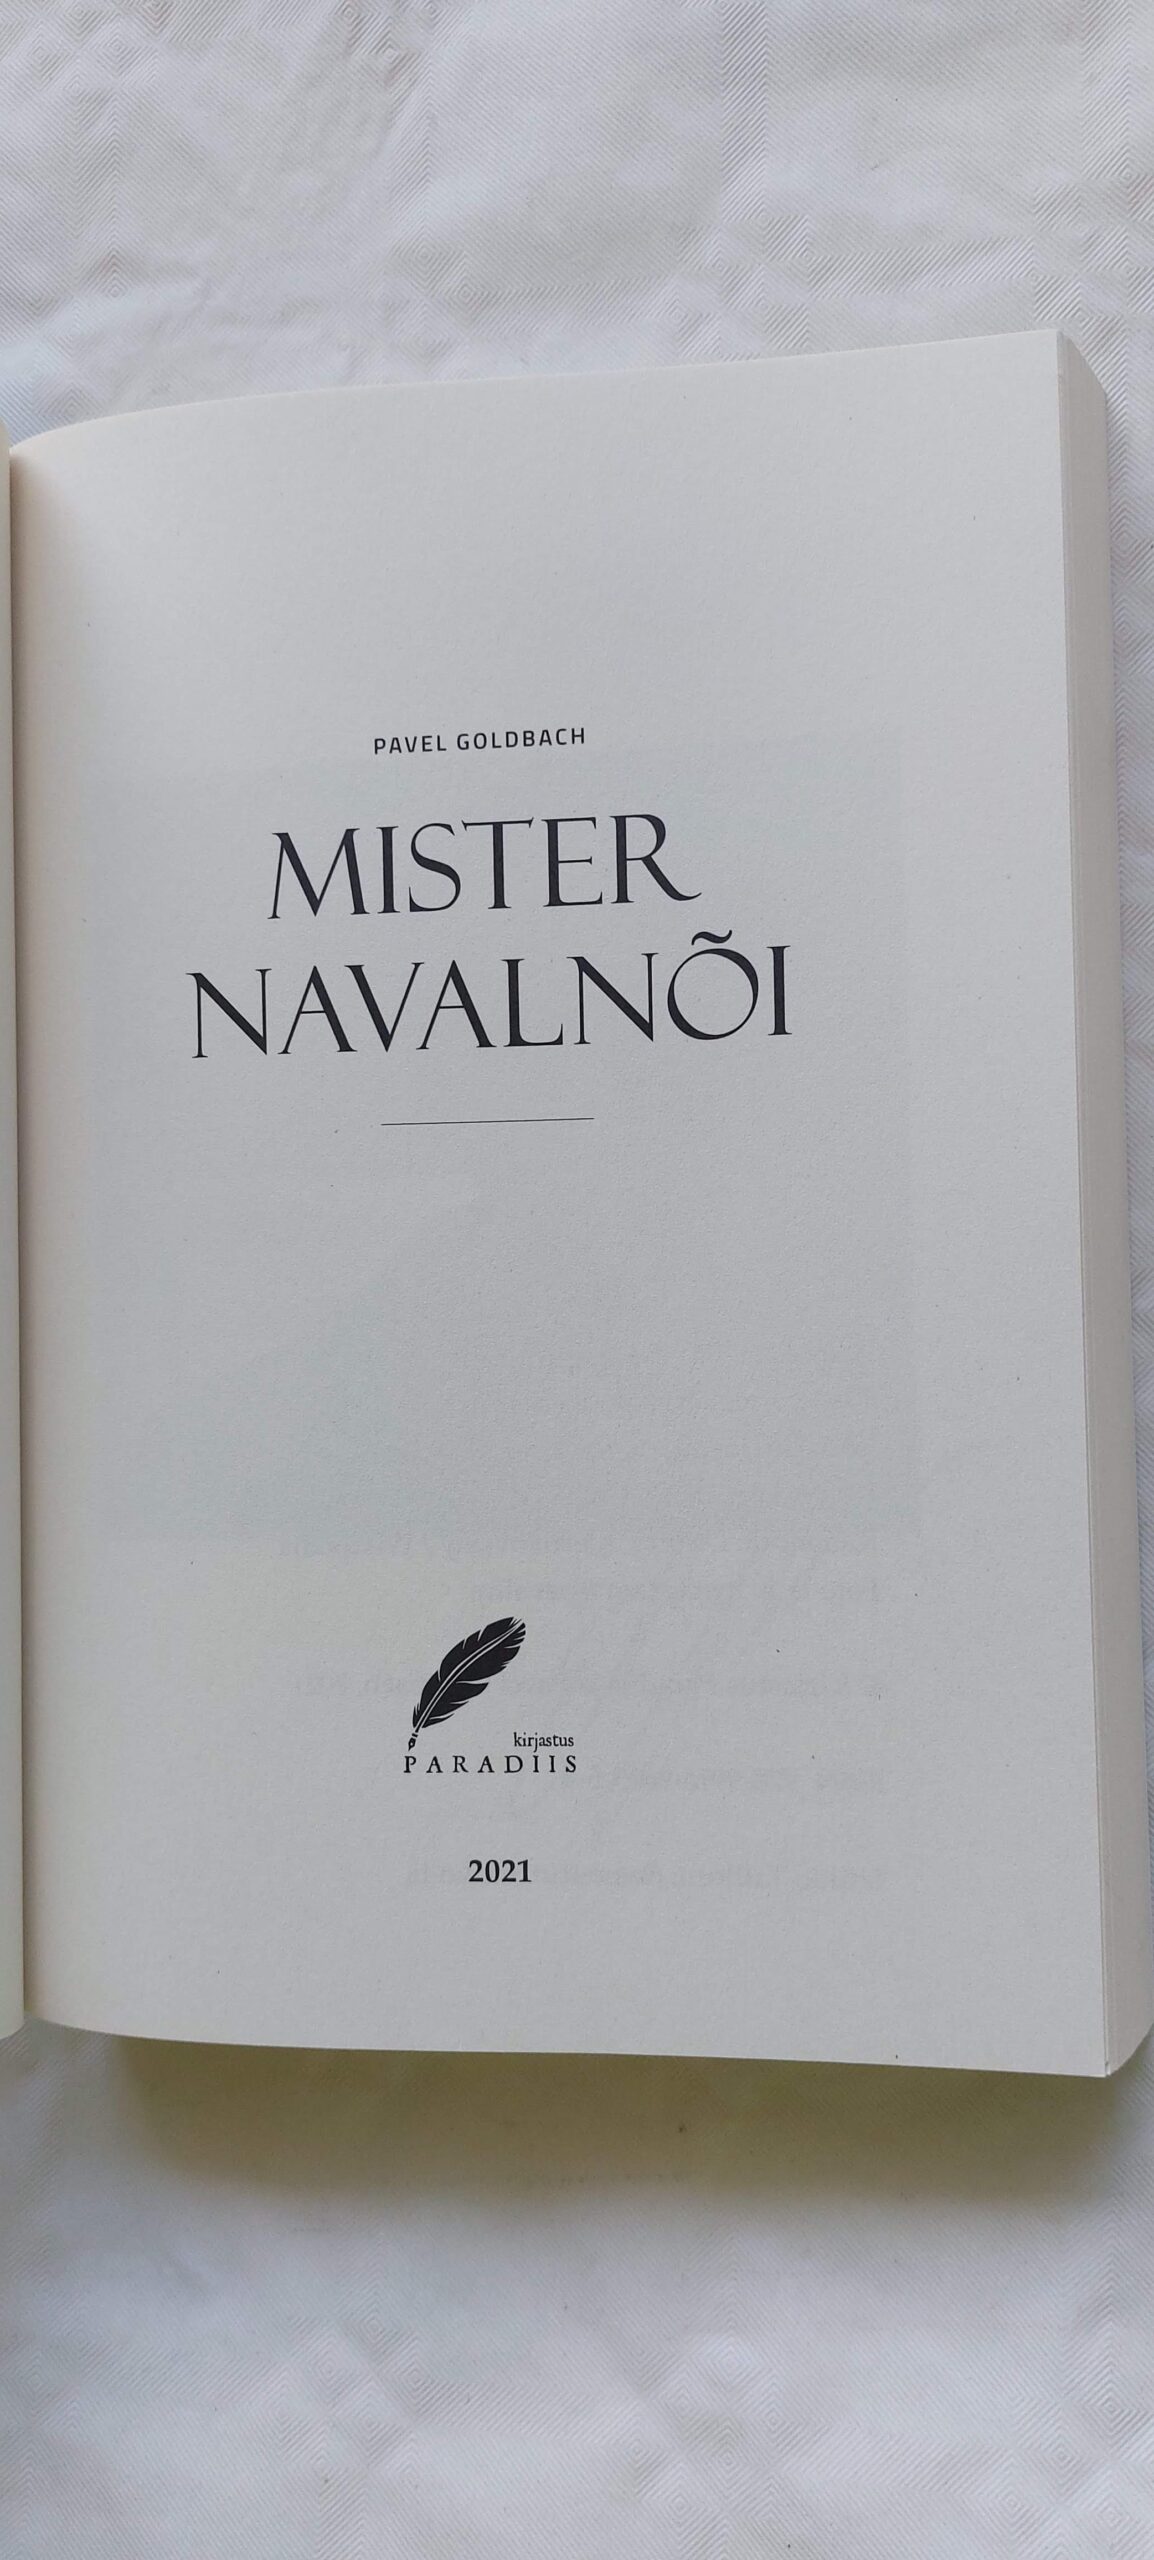 PAVEL GOLDBACH
MISTER
NAVALNÕI
kirjastus
PARADIIS
2021